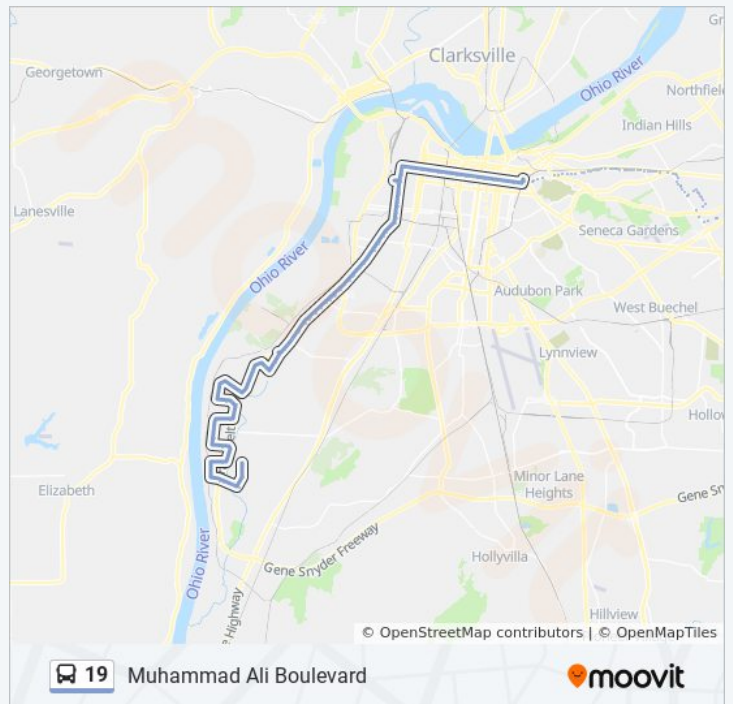 Gr
Clarksville
Georgetown
Ohio River
Northfield
Indian Hills
Lanesville
Seneca Gardens
Ohio River
Audubon Park
West Buechel
Lynnview
Hollow
elt
Minor Lane
Heights
Elizabeth
Gene Sn
Ohio River
Gene Snyder Freeway
Hollyvilla
e Highway
Hillview
© OpenStreetMap contributors | © OpenMapTiles
19 Muhammad Ali Boulevard
moovit